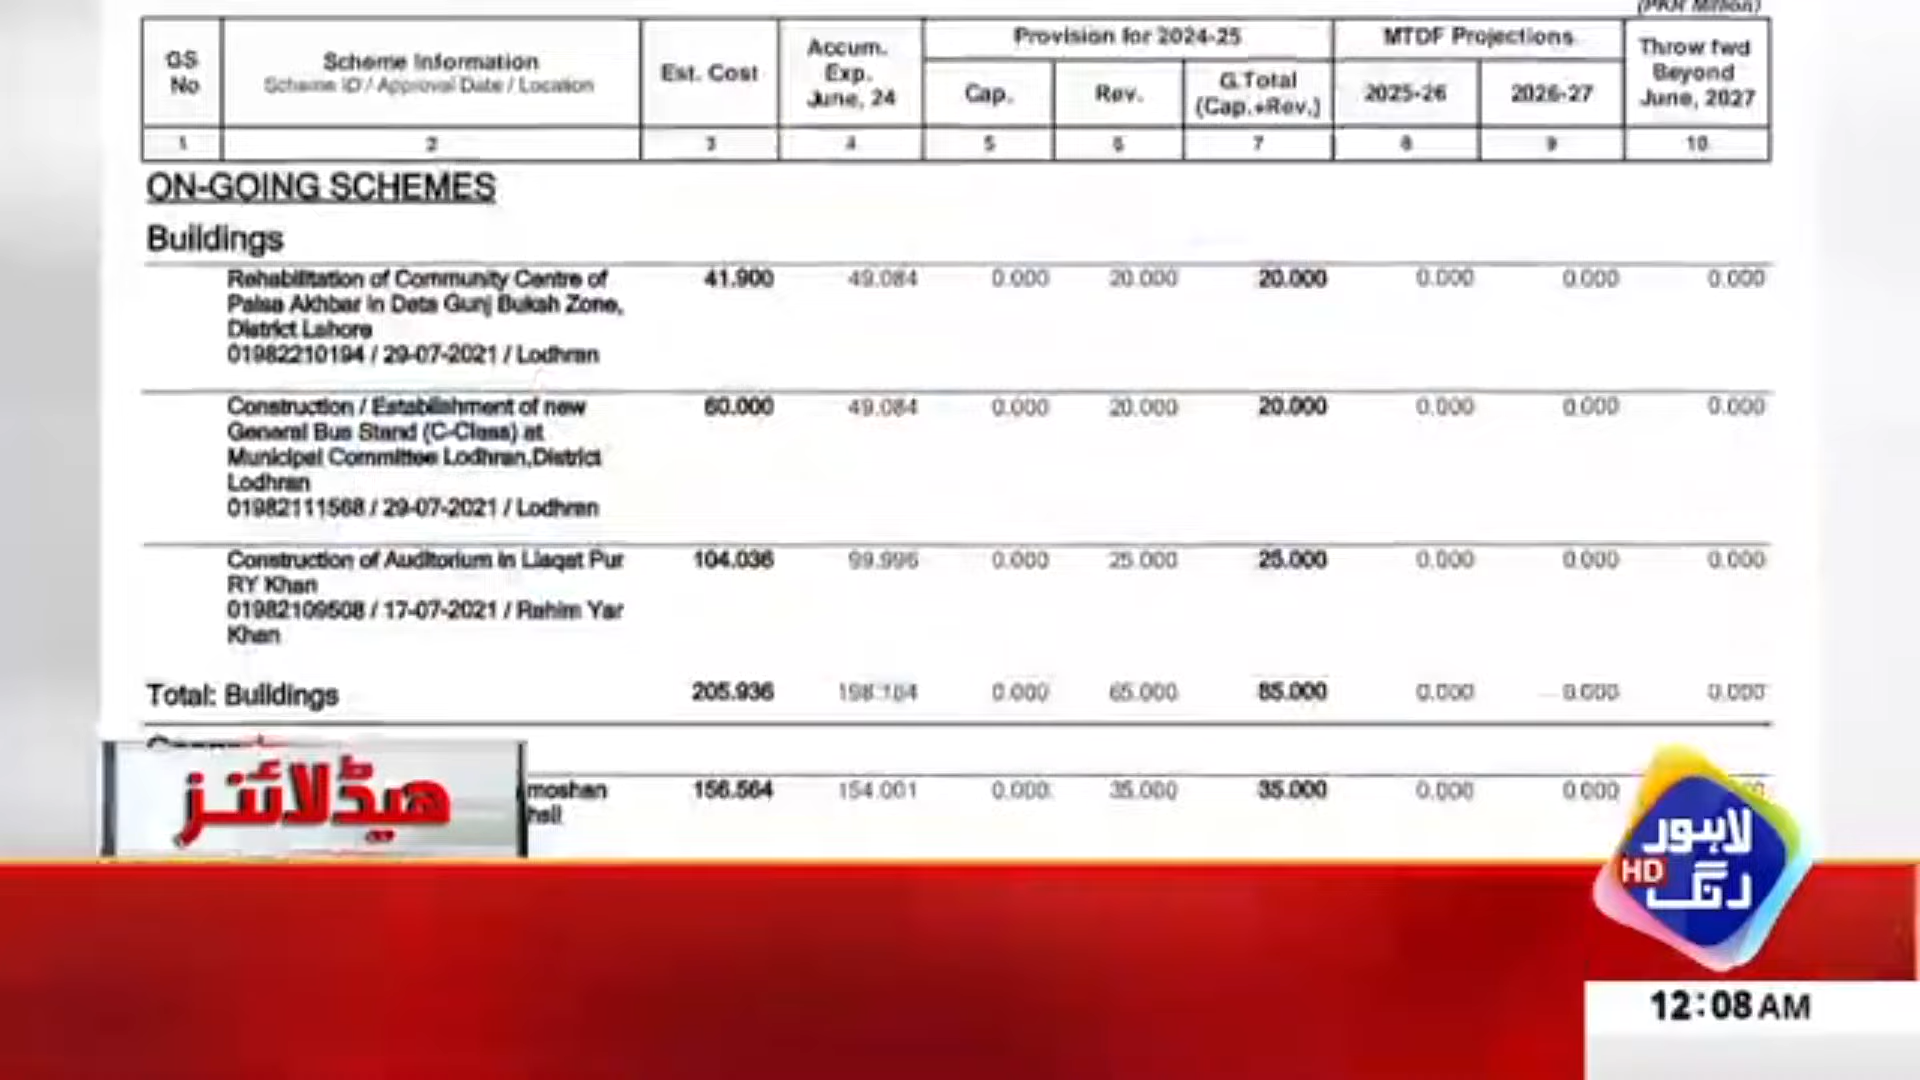 (PKR Million)
GS No | Scheme Information Scheme ID / Approval Date / Location | Est. Cost | Accum. Exp. June, 24 | Provision for 2024-25 | MTDF Projections | Throw fwd Beyond June, 2027
Cap. | Rev. | G.Total (Cap.+Rev.) | 2025-26 | 2026-27
1 2 3 4 5 6 7 8 9 10
ON-GOING SCHEMES
Buildings
Rehabilitation of Community Centre of 41.900 49.084 0.000 20.000 20.000 0.000 0.000 0.000
Paisa Akhbar in Data Gunj Buksh Zone,
District Lahore
01982210194 / 29-07-2021 / Lodhran
Construction / Establishment of new 60.000 49.084 0.000 20.000 20.000 0.000 0.000 0.000
General Bus Stand (C-Class) at
Municipal Committee Lodhran,District
Lodhran
01982111568 / 29-07-2021 / Lodhran
Construction of Auditorium in Liaqat Pur 104.036 99.996 0.000 25.000 25.000 0.000 0.000 0.000
RY Khan
01982109508 / 17-07-2021 / Rahim Yar
Khan
Total: Buildings 205.936 198.164 0.000 65.000 85.000 0.000 0.000 0.000
moshan 156.564 154.001 0.000 35.000 35.000 0.000 0.000
hsil
ہیڈلائنز
لاہور
رنگ
HD
12:08 AM